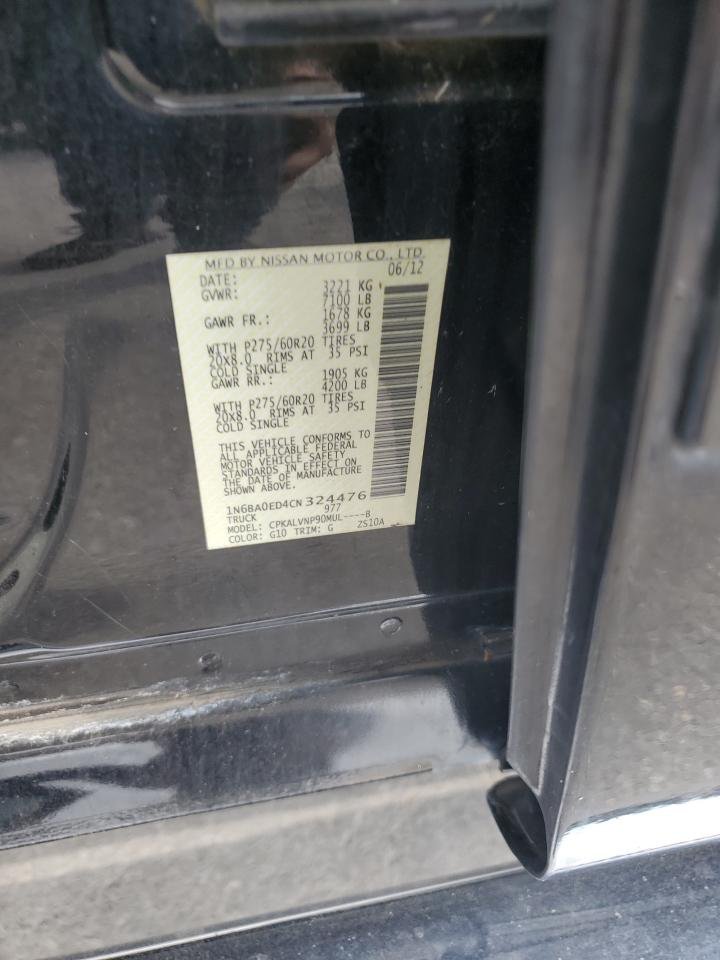 MFD BY NISSAN MOTOR CO., LTD.
DATE: 06/12
GVWR: 3221 KG
7100 LB
GAWR FR.: 1678 KG
3699 LB
WITH P275/60R20 TIRES
20X8.0 RIMS AT 35 PSI
COLD SINGLE
GAWR RR.: 1905 KG
4200 LB
WITH P275/60R20 TIRES
20X8.0 RIMS AT 35 PSI
COLD SINGLE
THIS VEHICLE CONFORMS TO
ALL APPLICABLE FEDERAL
MOTOR VEHICLE SAFETY
STANDARDS IN EFFECT ON
THE DATE OF MANUFACTURE
SHOWN ABOVE.
1N6BA0ED4CN324476
TRUCK 977
MODEL: CPKALVNP90MUL----B
COLOR: G10 TRIM: G ZS10A